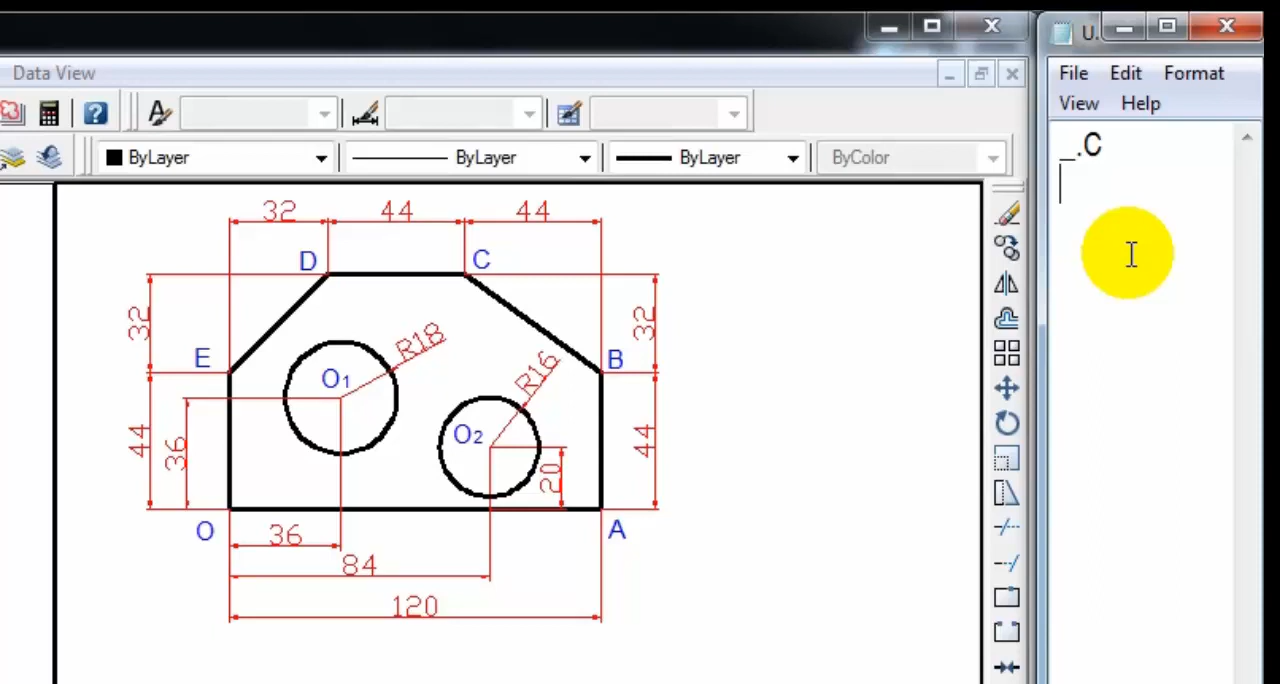 U.
Data View
File Edit Format
View Help
ByLayer ByLayer ByLayer ByColor
_.C
32 44 44
D C
32 32
R18
E B
R16
O1
O2
44 36 20 44
O 36 A
84
120